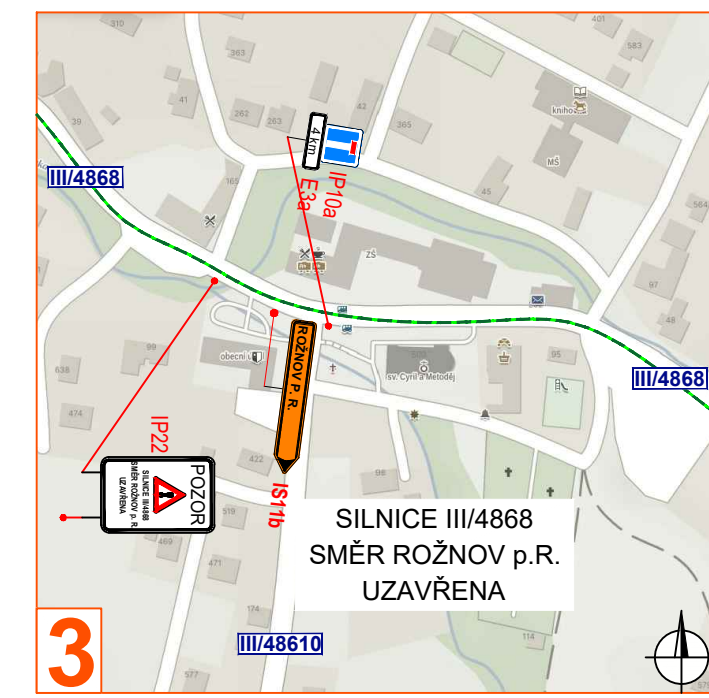 310
401
583
363
41
262
263
42
365
39
4 km
IP10a
E3a
kniho
MŠ
III/4868
165
45
564
ZŠ
97
48
99
obecní ú
ROŽNOV P. R.
sv. Cyril a Metoděj
95
III/4868
638
474
IP22
POZOR
SILNICE III/4868
SMĚR ROŽNOV p. R.
UZAVŘENA
422
IS11b
98
519
469
471
SILNICE III/4868
SMĚR ROŽNOV p.R.
UZAVŘENA
174
III/48610
114
3